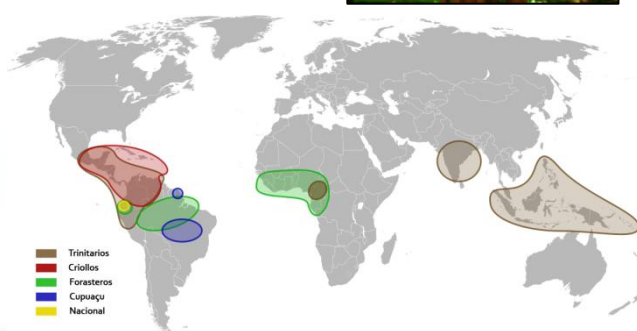 Trinitarios
Criollos
Forasteros
Cupuaçu
Nacional